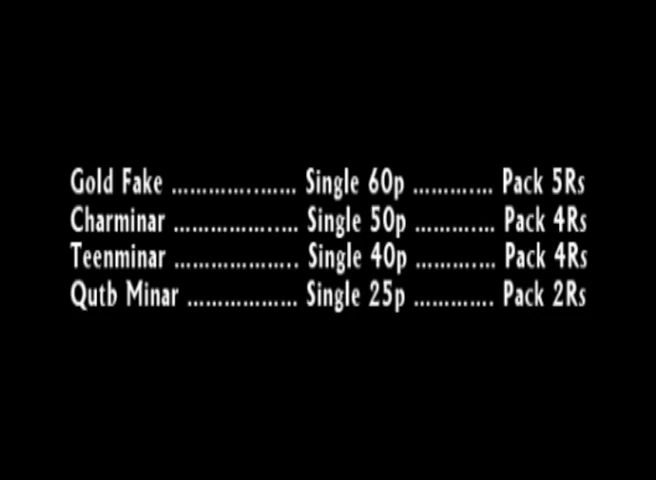 Gold Fake .................... Single 60p ............. Pack 5Rs
Charminar .................... Single 50p ............. Pack 4Rs
Teenminar .................... Single 40p ............. Pack 4Rs
Qutb Minar .................. Single 25p ............. Pack 2Rs